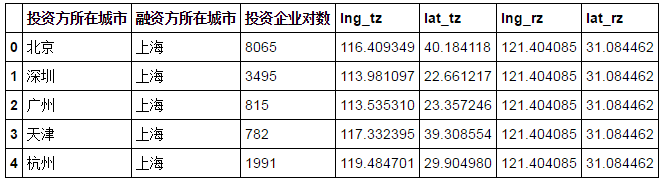 投资方所在城市 融资方所在城市 投资企业对数 lng_tz lat_tz lng_rz lat_rz
0 北京 上海 8065 116.409349 40.184118 121.404085 31.084462
1 深圳 上海 3495 113.981097 22.661217 121.404085 31.084462
2 广州 上海 815 113.535310 23.357246 121.404085 31.084462
3 天津 上海 782 117.332395 39.308554 121.404085 31.084462
4 杭州 上海 1991 119.484701 29.904980 121.404085 31.084462